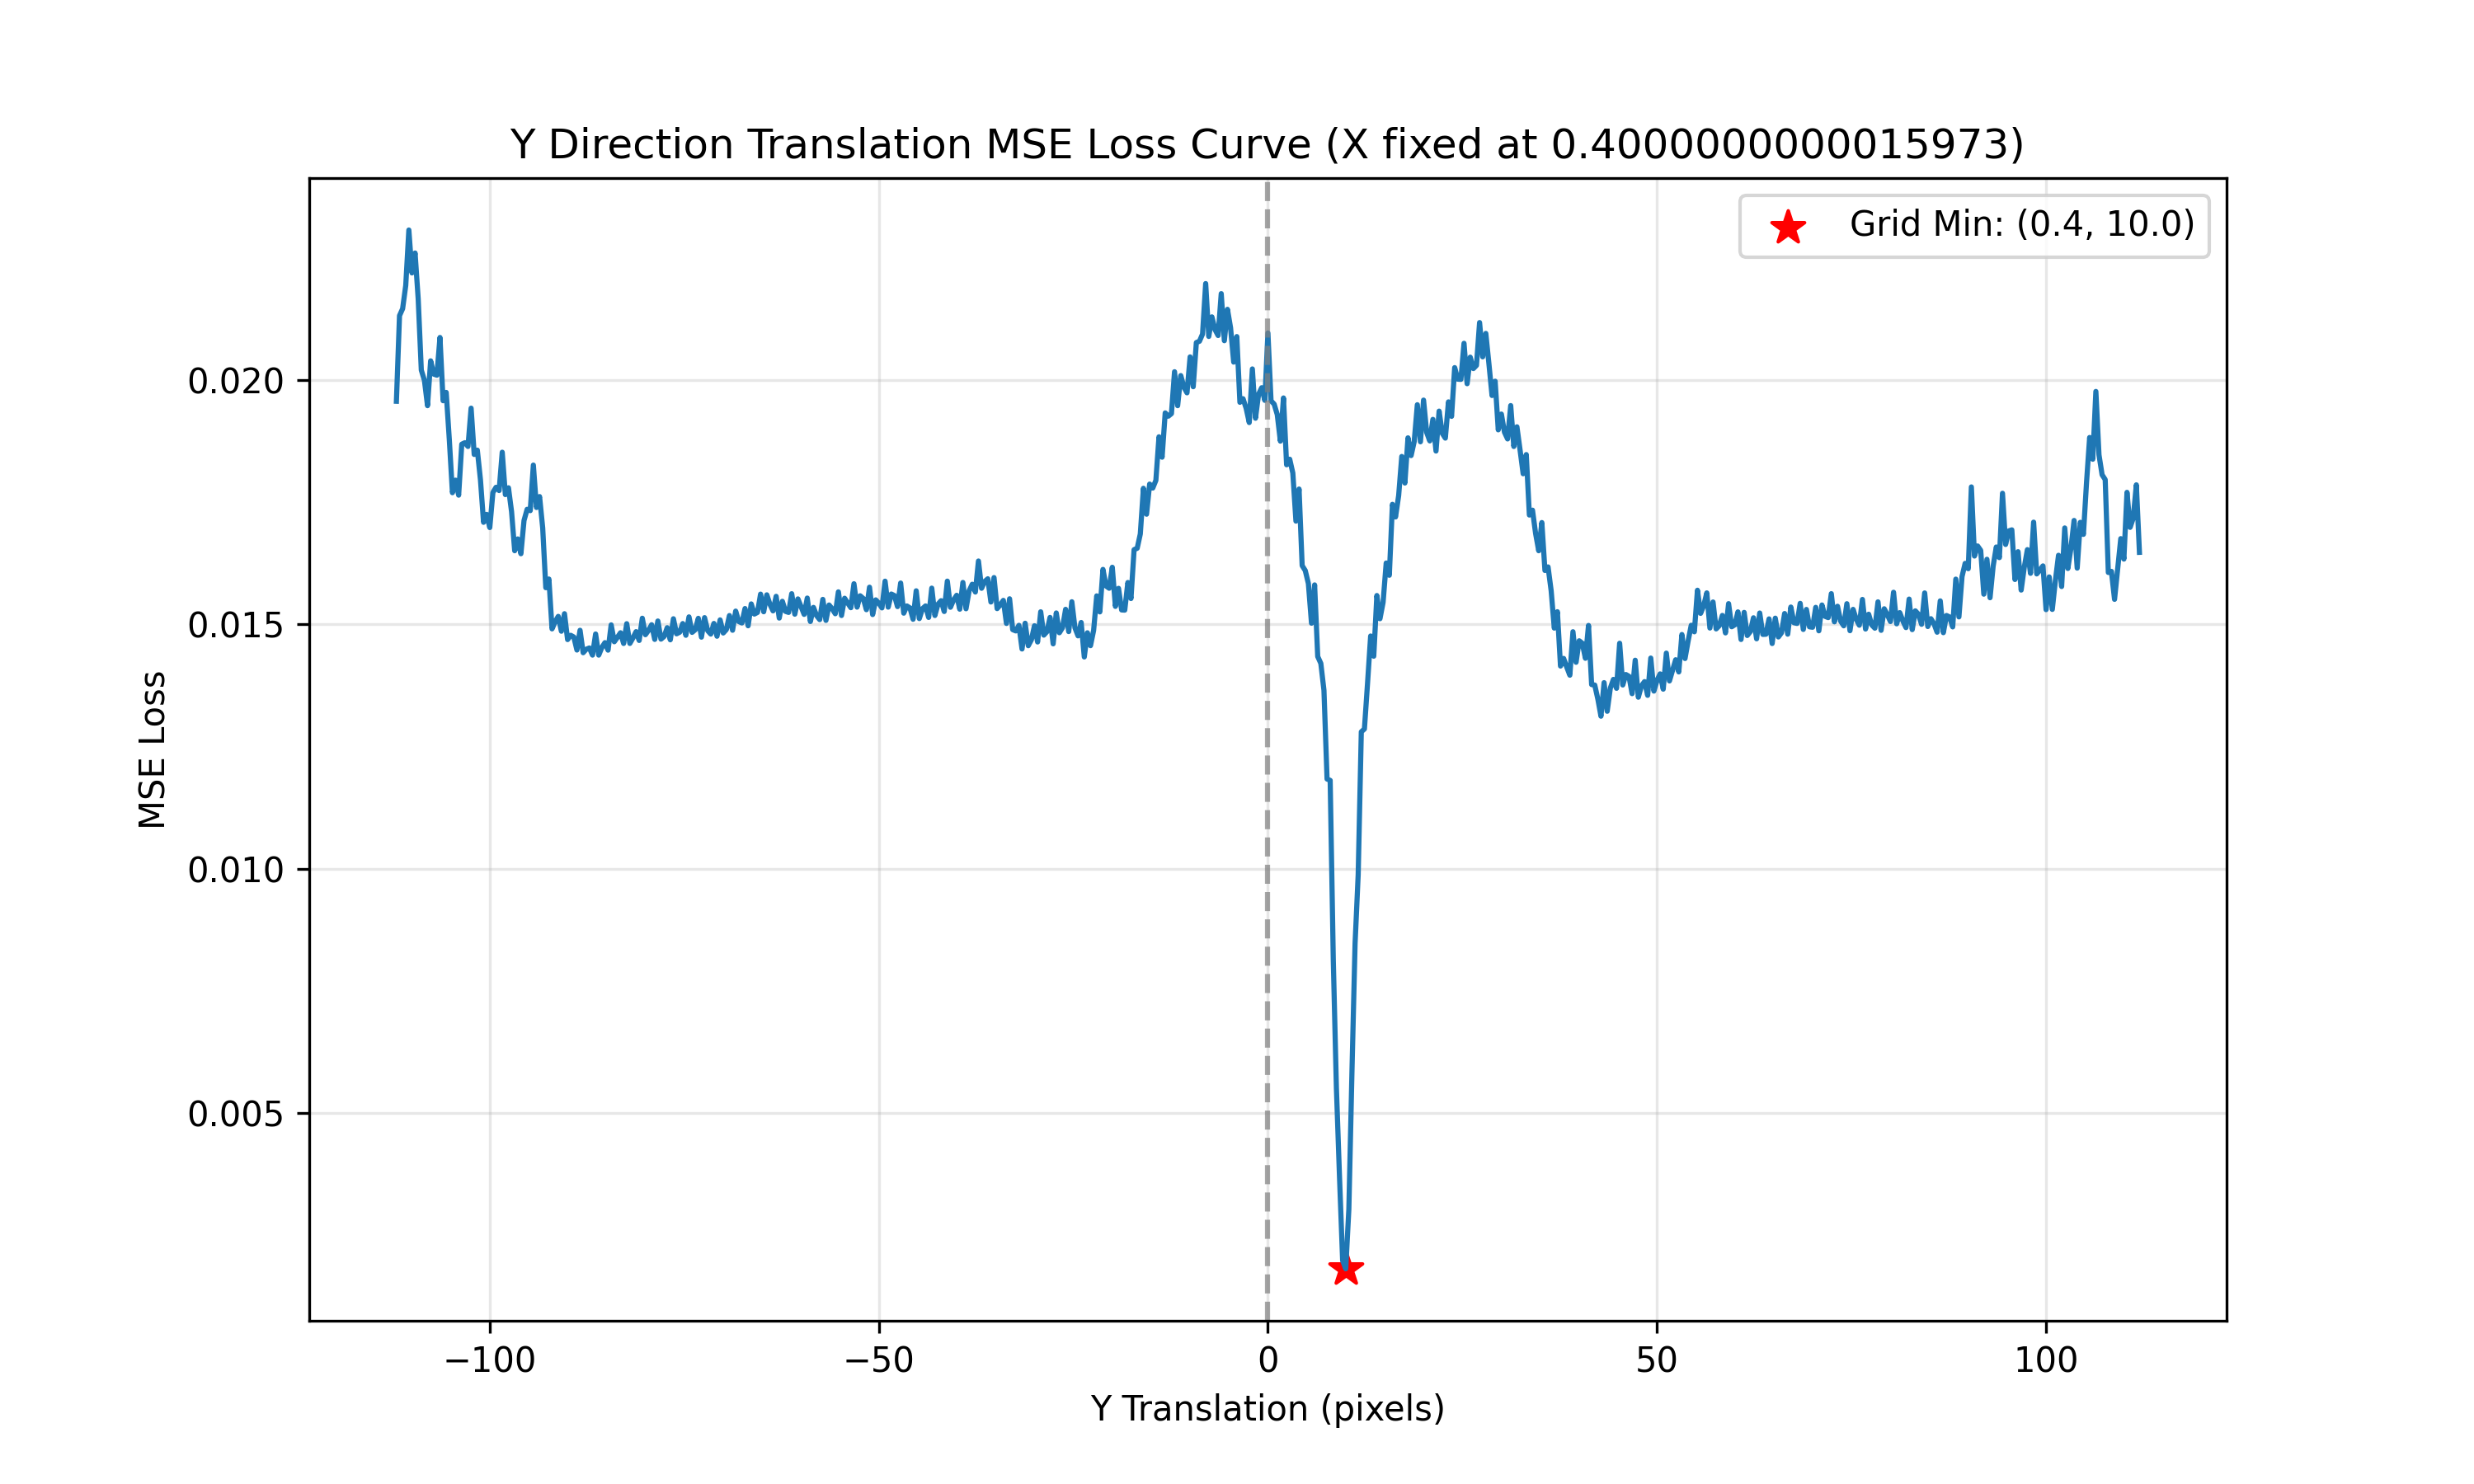 Y Direction Translation MSE Loss Curve (X fixed at 0.4000000000015973)
Grid Min: (0.4, 10.0)
MSE Loss
0.020
0.015
0.010
0.005
−100
−50
0
50
100
Y Translation (pixels)